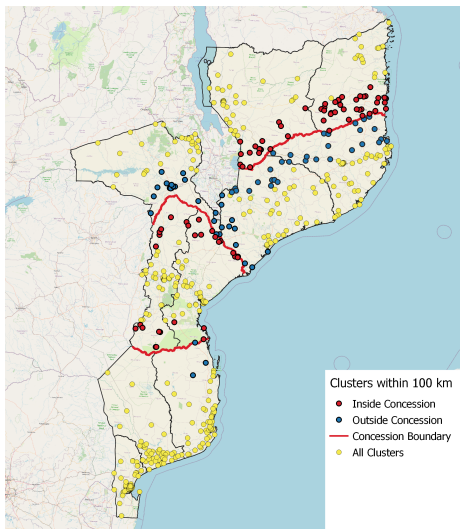 Clusters within 100 km
Inside Concession
Outside Concession
Concession Boundary
All Clusters